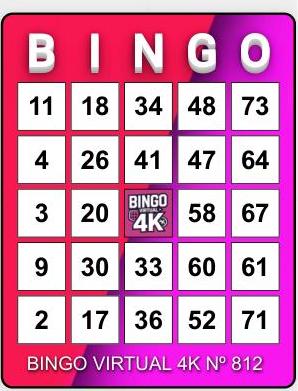 B I N G O
11 18 34 48 73
4 26 41 47 64
3 20 BINGO VIRTUAL 4K 58 67
9 30 33 60 61
2 17 36 52 71
BINGO VIRTUAL 4K Nº 812